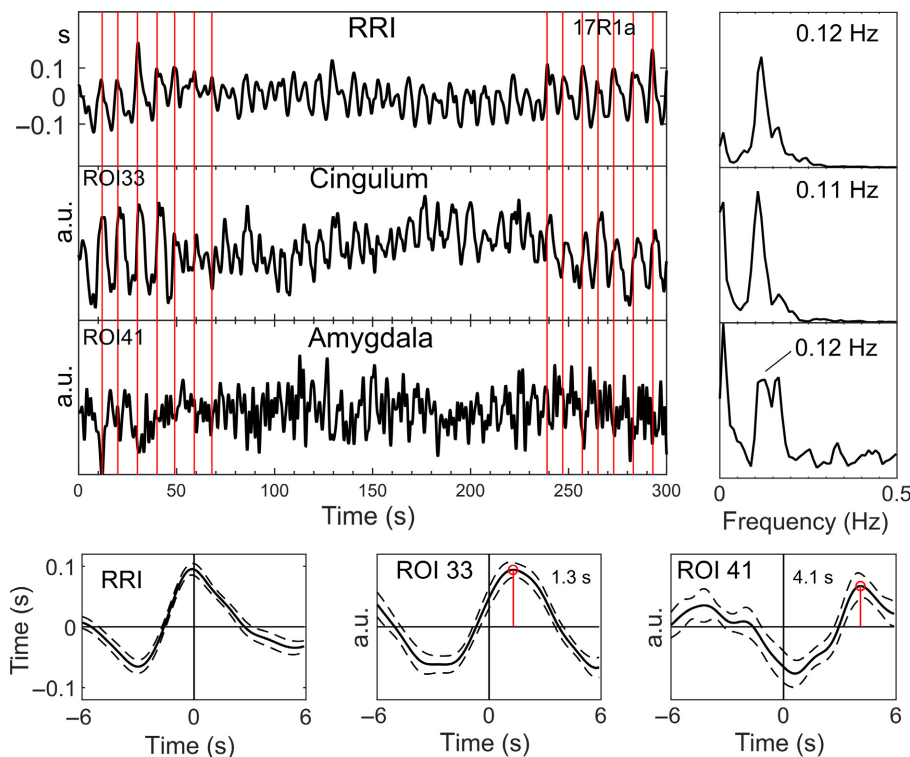 s
RRI
17R1a
0.12 Hz
0.1
0
−0.1
ROI33
Cingulum
0.11 Hz
a.u.
ROI41
Amygdala
0.12 Hz
a.u.
0 50 100 150 200 250 300
Time (s)
0 0.5
Frequency (Hz)
0.1
0
−0.1
Time (s)
RRI
−6 0 6
Time (s)
a.u.
ROI 33
1.3 s
−6 0 6
Time (s)
a.u.
ROI 41
4.1 s
−6 0 6
Time (s)